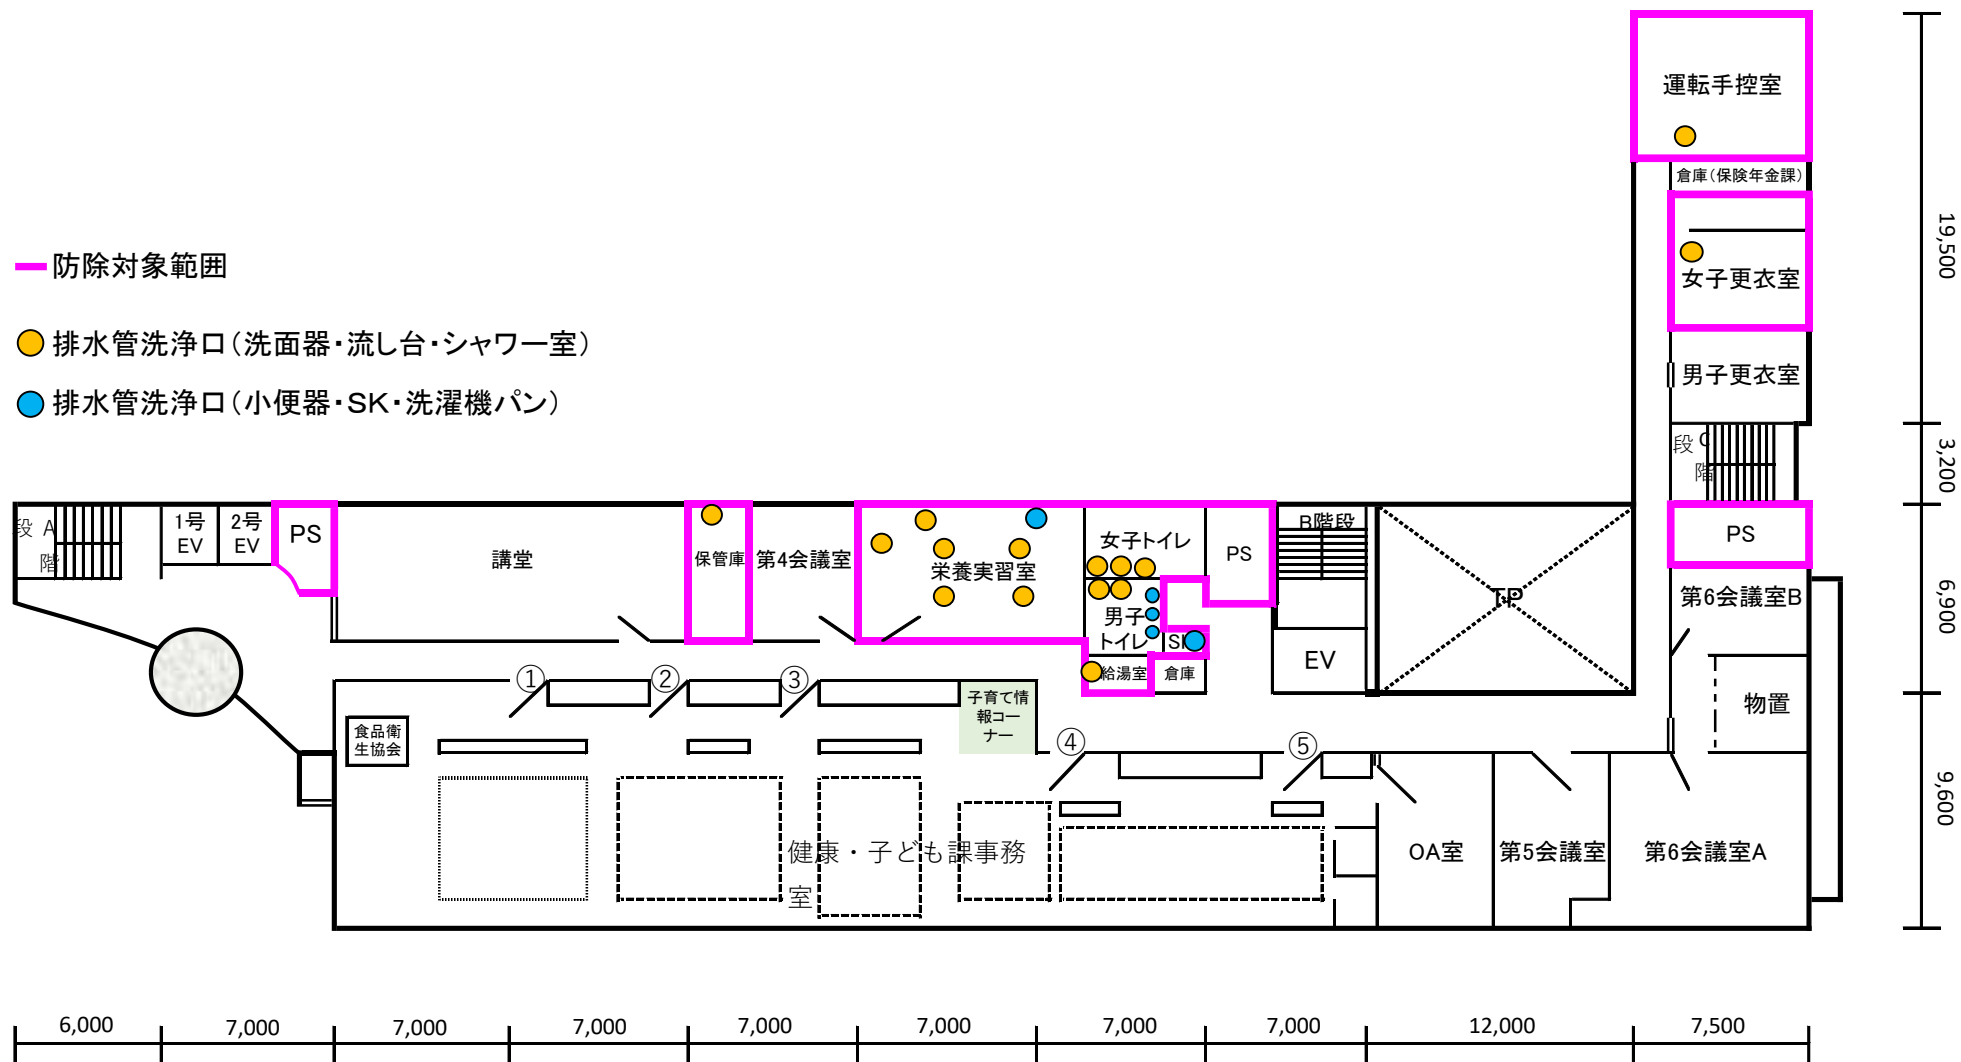 運転手控室
倉庫(保険年金課)
女子更衣室
男子更衣室
19,500
3,200
6,900
9,600
防除対象範囲
排水管洗浄口(洗面器・流し台・シャワー室)
排水管洗浄口(小便器・SK・洗濯機パン)
段 C
階
段 A
階
1号
EV
2号
EV
PS
講堂
保管庫
第4会議室
栄養実習室
女子トイレ
男子
トイレ
SK
給湯室
倉庫
PS
B階段
EV
TP
PS
第6会議室B
物置
①
②
③
④
⑤
食品衛
生協会
子育て情
報コー
ナー
健康・子ども課事務
室
OA室
第5会議室
第6会議室A
6,000
7,000
7,000
7,000
7,000
7,000
7,000
7,000
12,000
7,500